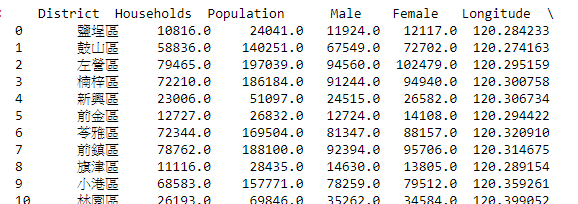 District Households Population Male Female Longitude \
0 鹽埕區 10816.0 24041.0 11924.0 12117.0 120.284233
1 鼓山區 58836.0 140251.0 67549.0 72702.0 120.274163
2 左營區 79465.0 197039.0 94560.0 102479.0 120.295159
3 楠梓區 72210.0 186184.0 91244.0 94940.0 120.300758
4 新興區 23006.0 51097.0 24515.0 26582.0 120.306734
5 前金區 12727.0 26832.0 12724.0 14108.0 120.294422
6 苓雅區 72344.0 169504.0 81347.0 88157.0 120.320910
7 前鎮區 78762.0 188100.0 92394.0 95706.0 120.314675
8 旗津區 11116.0 28435.0 14630.0 13805.0 120.289154
9 小港區 68583.0 157771.0 78259.0 79512.0 120.359261
10 林園區 26193.0 69846.0 35262.0 34584.0 120.399052